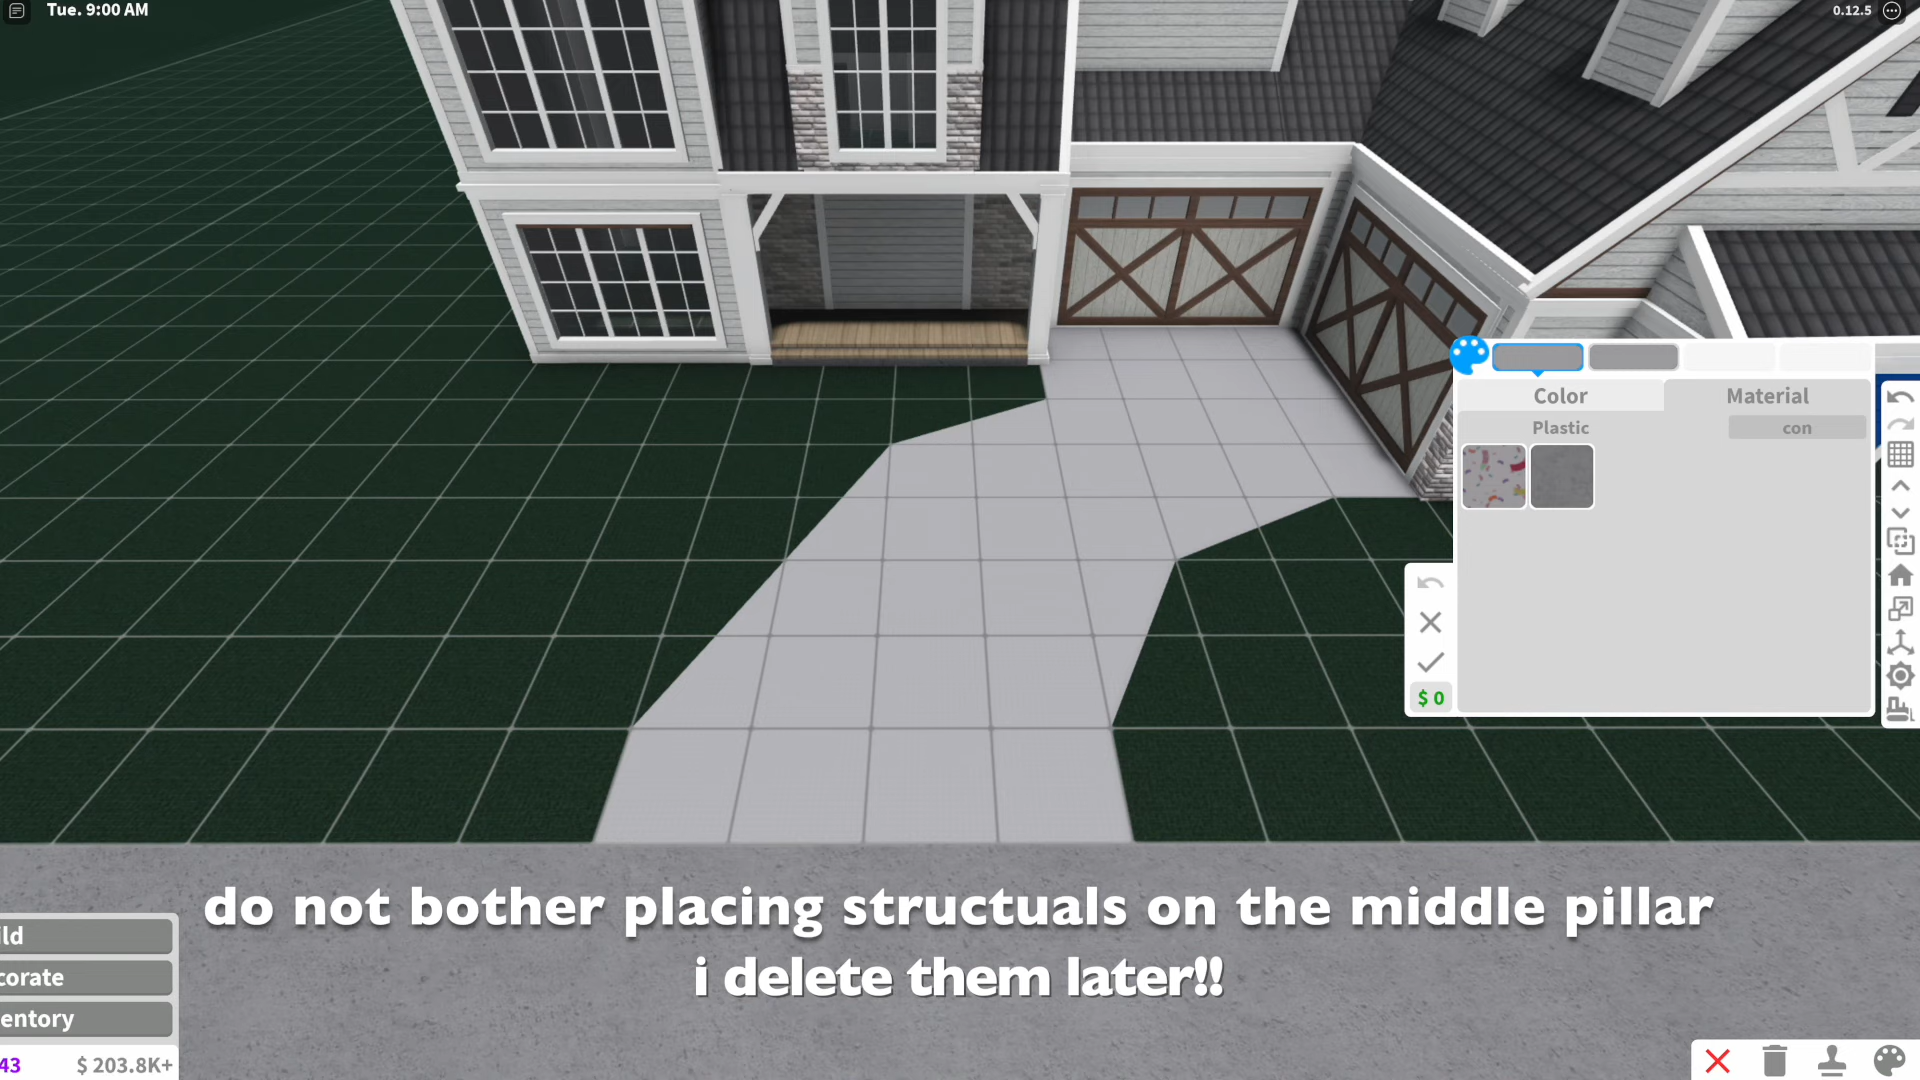 Tue. 9:00 AM
0.12.5
Color
Material
Plastic
con
$ 0
do not bother placing structuals on the middle pillar
i delete them later!!
ld
corate
entory
43
$ 203.8K+